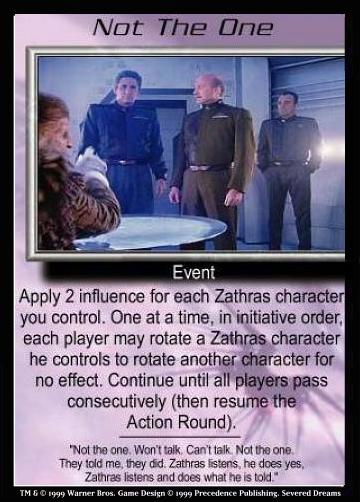 Not The One
Event
Apply 2 influence for each Zathras character
you control. One at a time, in initiative order,
each player may rotate a Zathras character
he controls to rotate another character for
no effect. Continue until all players pass
consecutively (then resume the
Action Round).
"Not the one. Won't talk. Can't talk. Not the one.
They told me, they did. Zathras listens, he does yes,
Zathras listens and does what he is told."
TM & © 1999 Warner Bros. Game Design © 1999 Precedence Publishing. Severed Dreams